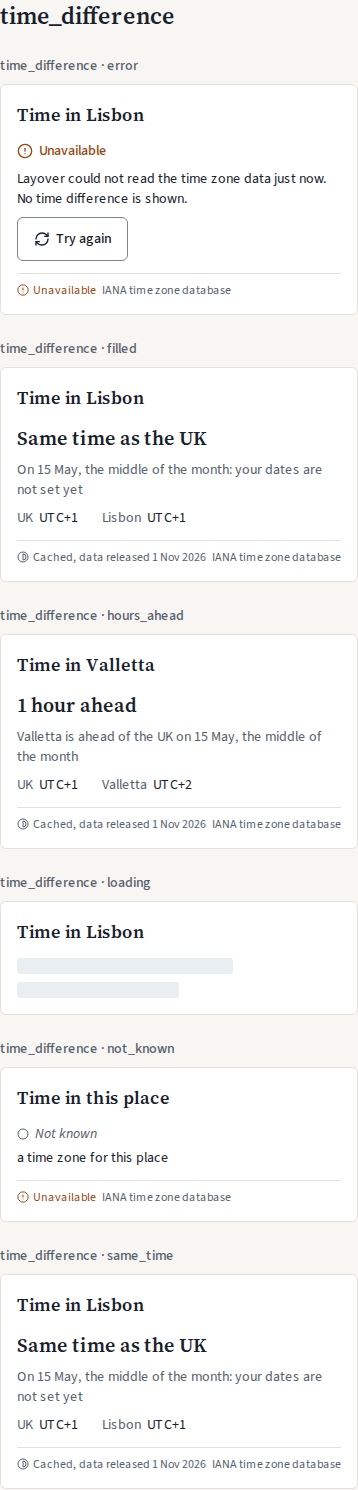 time_difference
time_difference · error
Time in Lisbon
Unavailable
Layover could not read the time zone data just now.
No time difference is shown.
Try again
Unavailable IANA time zone database
time_difference · filled
Time in Lisbon
Same time as the UK
On 15 May, the middle of the month: your dates are
not set yet
UK UTC+1 Lisbon UTC+1
Cached, data released 1 Nov 2026 IANA time zone database
time_difference · hours_ahead
Time in Valletta
1 hour ahead
Valletta is ahead of the UK on 15 May, the middle of
the month
UK UTC+1 Valletta UTC+2
Cached, data released 1 Nov 2026 IANA time zone database
time_difference · loading
Time in Lisbon
time_difference · not_known
Time in this place
Not known
a time zone for this place
Unavailable IANA time zone database
time_difference · same_time
Time in Lisbon
Same time as the UK
On 15 May, the middle of the month: your dates are
not set yet
UK UTC+1 Lisbon UTC+1
Cached, data released 1 Nov 2026 IANA time zone database